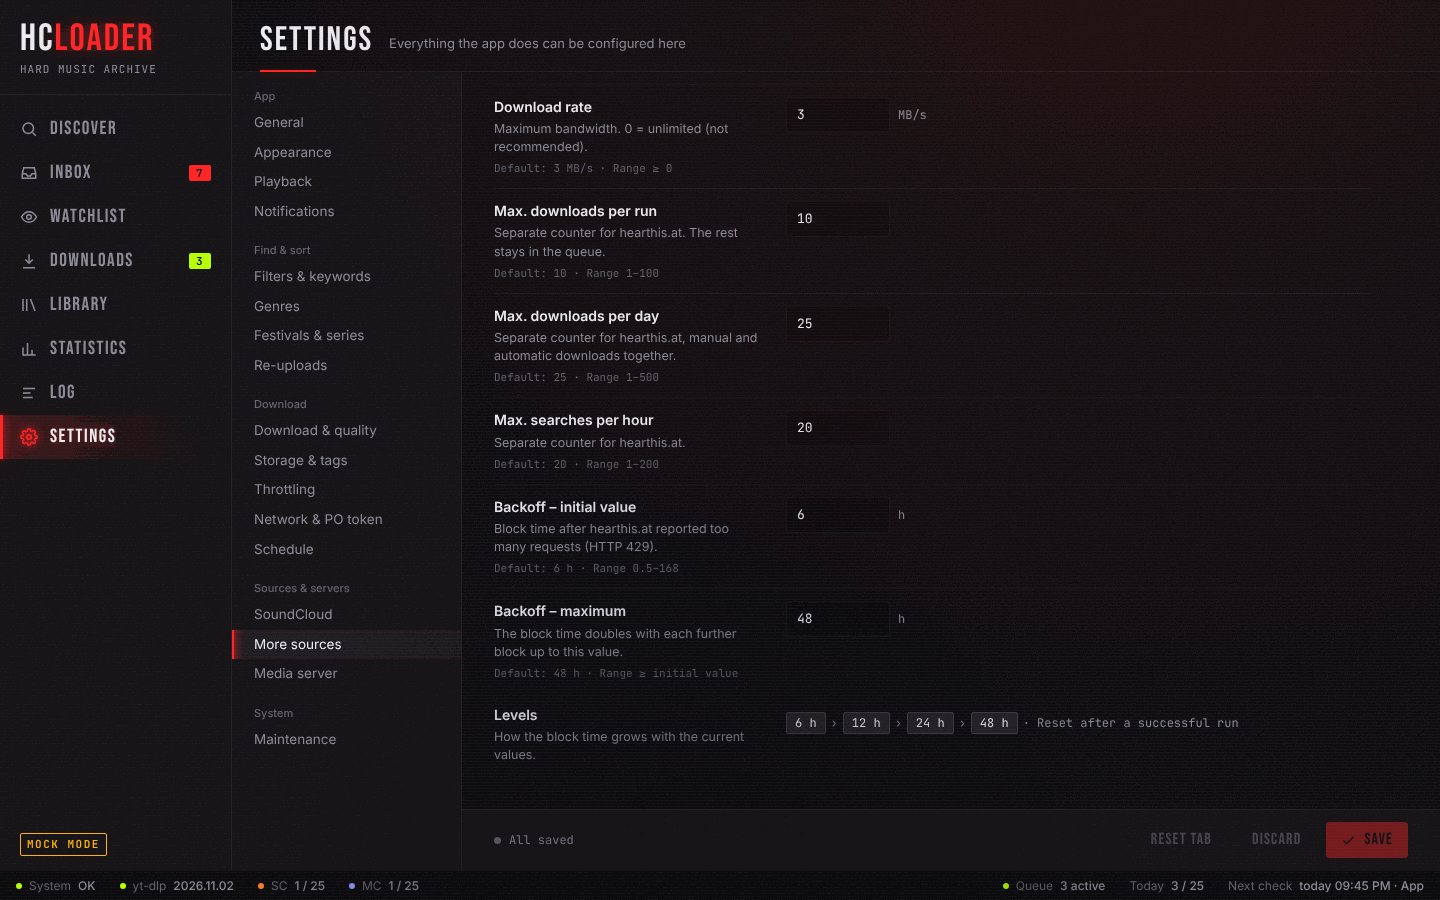 HCLOADER
HARD MUSIC ARCHIVE
DISCOVER
INBOX 7
WATCHLIST
DOWNLOADS 3
LIBRARY
STATISTICS
LOG
SETTINGS
MOCK MODE
SETTINGS Everything the app does can be configured here
App
General
Appearance
Playback
Notifications
Find & sort
Filters & keywords
Genres
Festivals & series
Re-uploads
Download
Download & quality
Storage & tags
Throttling
Network & PO token
Schedule
Sources & servers
SoundCloud
More sources
Media server
System
Maintenance
Download rate
Maximum bandwidth. 0 = unlimited (not
recommended).
Default: 3 MB/s · Range ≥ 0
3 MB/s
Max. downloads per run
Separate counter for hearthis.at. The rest
stays in the queue.
Default: 10 · Range 1–100
10
Max. downloads per day
Separate counter for hearthis.at, manual and
automatic downloads together.
Default: 25 · Range 1–500
25
Max. searches per hour
Separate counter for hearthis.at.
Default: 20 · Range 1–200
20
Backoff – initial value
Block time after hearthis.at reported too
many requests (HTTP 429).
Default: 6 h · Range 0.5–168
6 h
Backoff – maximum
The block time doubles with each further
block up to this value.
Default: 48 h · Range ≥ initial value
48 h
Levels
How the block time grows with the current
values.
6 h › 12 h › 24 h › 48 h · Reset after a successful run
All saved
RESET TAB DISCARD SAVE
System OK yt-dlp 2026.11.02 SC 1 / 25 MC 1 / 25 Queue 3 active Today 3 / 25 Next check today 09:45 PM · App